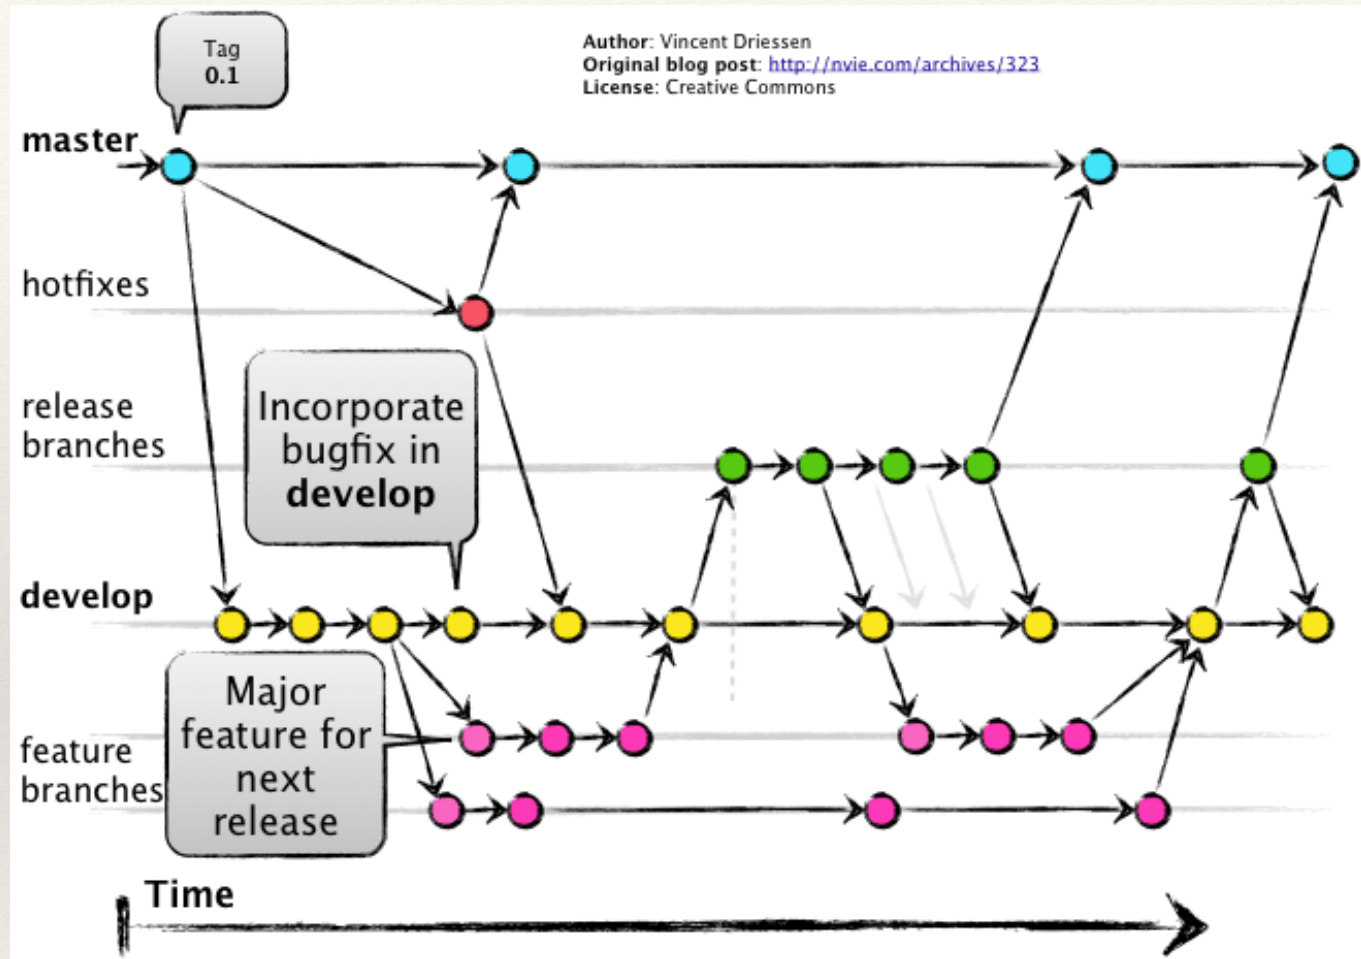 Tag
0.1
Author: Vincent Driessen
Original blog post: http://nvie.com/archives/323
License: Creative Commons
master
hotfixes
release
branches
Incorporate
bugfix in
develop
develop
Major
feature for
next
release
feature
branches
Time